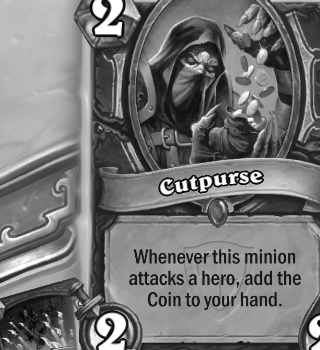 2
Cutpurse
Whenever this minion
attacks a hero, add the
Coin to your hand.
2